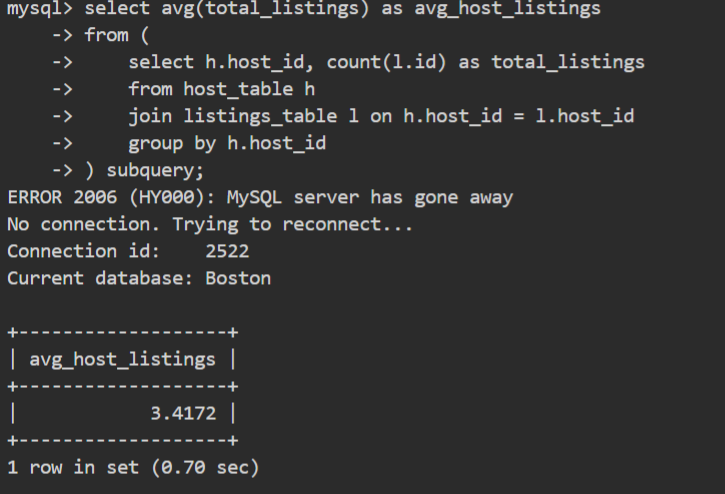 mysql> select avg(total_listings) as avg_host_listings
    -> from (
    ->     select h.host_id, count(l.id) as total_listings
    ->     from host_table h
    ->     join listings_table l on h.host_id = l.host_id
    ->     group by h.host_id
    -> ) subquery;
ERROR 2006 (HY000): MySQL server has gone away
No connection. Trying to reconnect...
Connection id:    2522
Current database: Boston
+-------------------+
| avg_host_listings |
+-------------------+
|            3.4172 |
+-------------------+
1 row in set (0.70 sec)